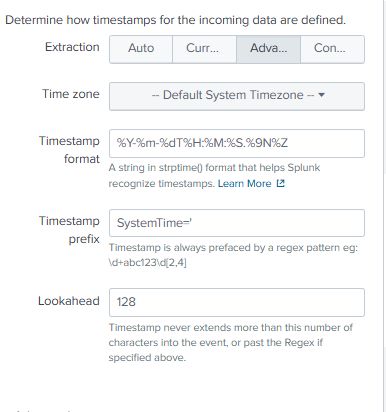 Determine how timestamps for the incoming data are defined.
Extraction Auto Curr... Adva... Con...
Time zone -- Default System Timezone --
Timestamp format %Y-%m-%dT%H:%M:%S.%9N%Z
A string in strptime() format that helps Splunk
recognize timestamps. Learn More
Timestamp prefix SystemTime='
Timestamp is always prefaced by a regex pattern eg:
\d+abc123\d[2,4]
Lookahead 128
Timestamp never extends more than this number of
characters into the event, or past the Regex if
specified above.